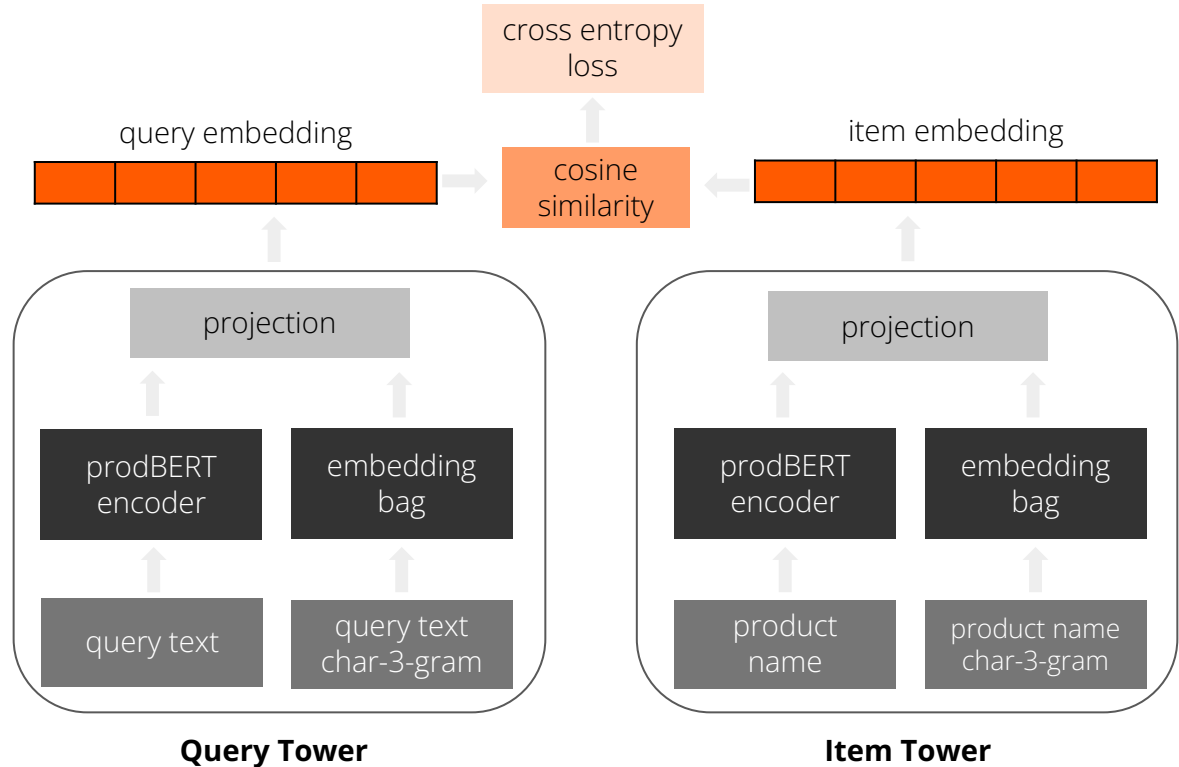 cross entropy
loss
query embedding
item embedding
cosine
similarity
projection
prodBERT
encoder
embedding
bag
query text
query text
char-3-gram
Query Tower
projection
prodBERT
encoder
embedding
bag
product
name
product name
char-3-gram
Item Tower